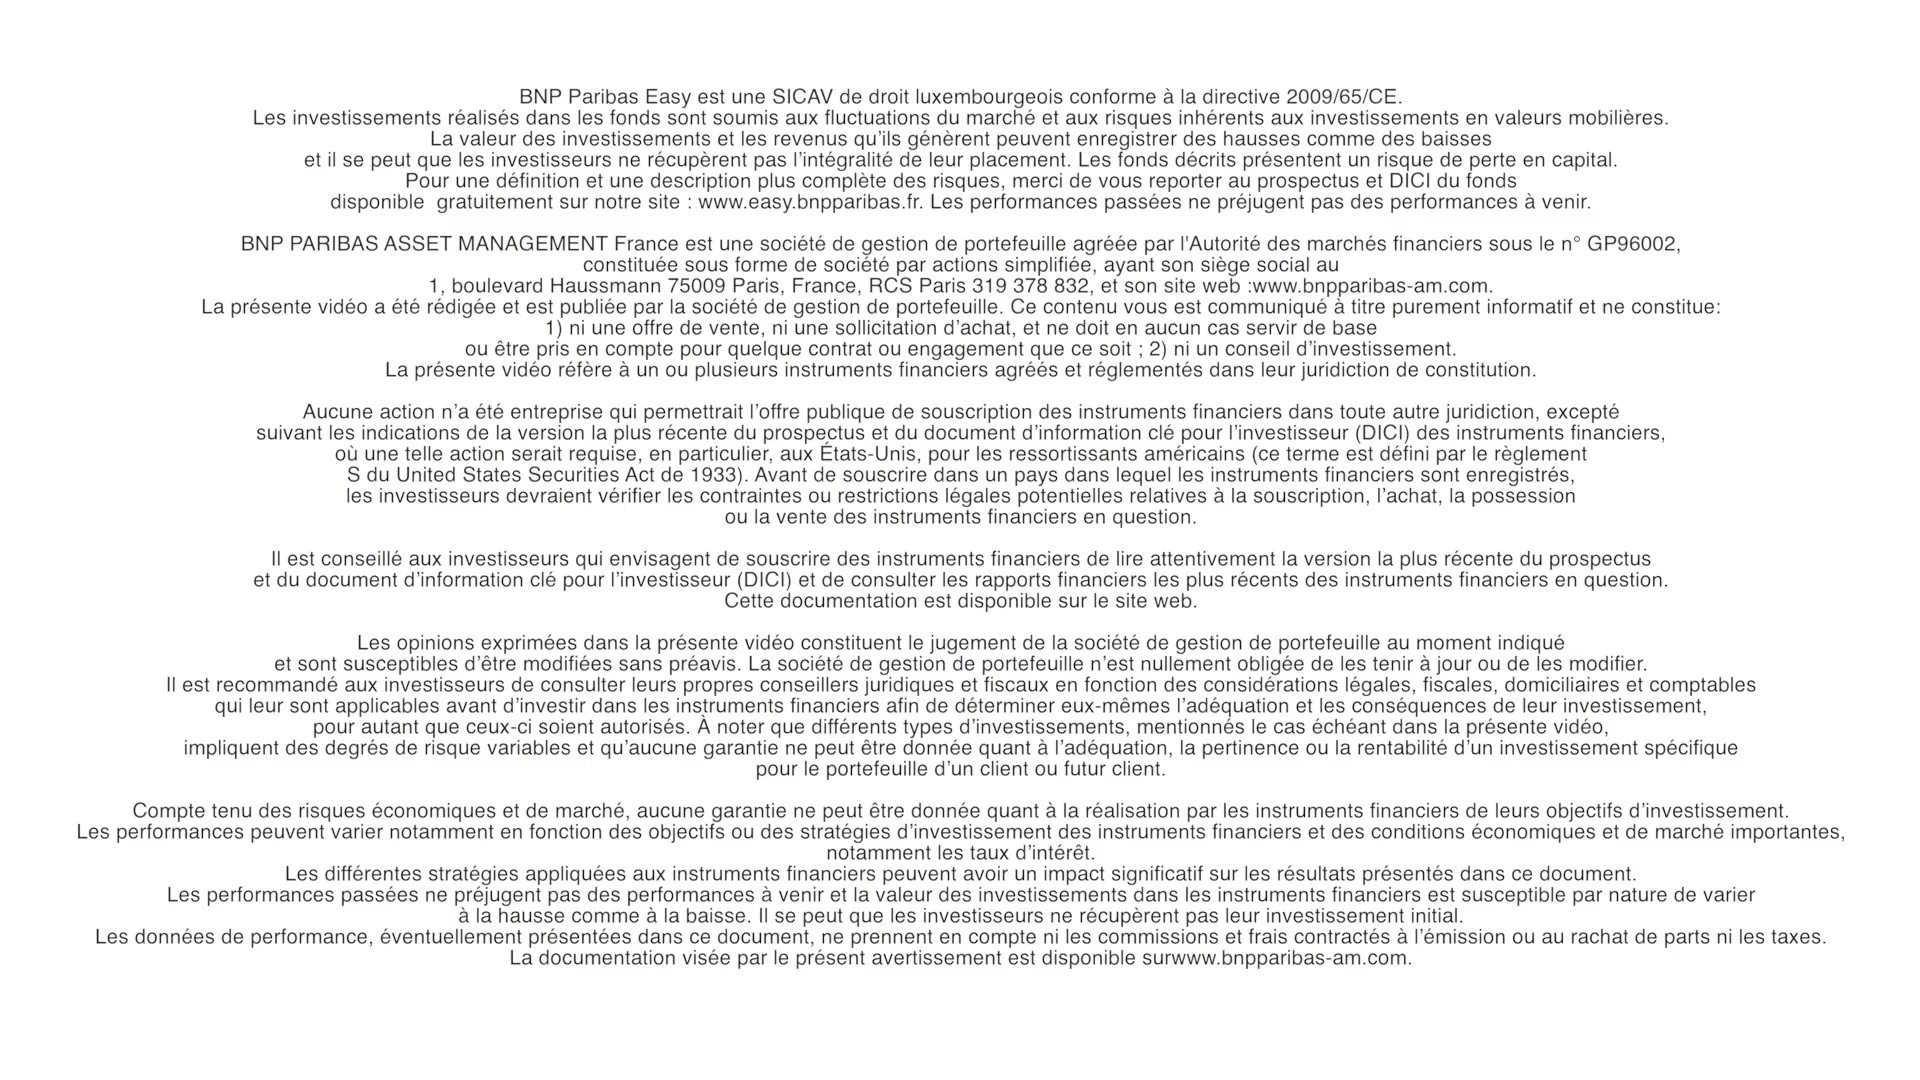 BNP Paribas Easy est une SICAV de droit luxembourgeois conforme à la directive 2009/65/CE.
Les investissements réalisés dans les fonds sont soumis aux fluctuations du marché et aux risques inhérents aux investissements en valeurs mobilières.
La valeur des investissements et les revenus qu’ils génèrent peuvent enregistrer des hausses comme des baisses
et il se peut que les investisseurs ne récupèrent pas l’intégralité de leur placement. Les fonds décrits présentent un risque de perte en capital.
Pour une définition et une description plus complète des risques, merci de vous reporter au prospectus et DICI du fonds
disponible  gratuitement sur notre site : www.easy.bnpparibas.fr. Les performances passées ne préjugent pas des performances à venir.
BNP PARIBAS ASSET MANAGEMENT France est une société de gestion de portefeuille agréée par l'Autorité des marchés financiers sous le n° GP96002,
constituée sous forme de société par actions simplifiée, ayant son siège social au
1, boulevard Haussmann 75009 Paris, France, RCS Paris 319 378 832, et son site web :www.bnpparibas-am.com.
La présente vidéo a été rédigée et est publiée par la société de gestion de portefeuille. Ce contenu vous est communiqué à titre purement informatif et ne constitue:
1) ni une offre de vente, ni une sollicitation d’achat, et ne doit en aucun cas servir de base
ou être pris en compte pour quelque contrat ou engagement que ce soit ; 2) ni un conseil d’investissement.
La présente vidéo réfère à un ou plusieurs instruments financiers agréés et réglementés dans leur juridiction de constitution.
Aucune action n’a été entreprise qui permettrait l’offre publique de souscription des instruments financiers dans toute autre juridiction, excepté
suivant les indications de la version la plus récente du prospectus et du document d’information clé pour l’investisseur (DICI) des instruments financiers,
où une telle action serait requise, en particulier, aux États-Unis, pour les ressortissants américains (ce terme est défini par le règlement
S du United States Securities Act de 1933). Avant de souscrire dans un pays dans lequel les instruments financiers sont enregistrés,
les investisseurs devraient vérifier les contraintes ou restrictions légales potentielles relatives à la souscription, l’achat, la possession
ou la vente des instruments financiers en question.
Il est conseillé aux investisseurs qui envisagent de souscrire des instruments financiers de lire attentivement la version la plus récente du prospectus
et du document d’information clé pour l’investisseur (DICI) et de consulter les rapports financiers les plus récents des instruments financiers en question.
Cette documentation est disponible sur le site web.
Les opinions exprimées dans la présente vidéo constituent le jugement de la société de gestion de portefeuille au moment indiqué
et sont susceptibles d’être modifiées sans préavis. La société de gestion de portefeuille n’est nullement obligée de les tenir à jour ou de les modifier.
Il est recommandé aux investisseurs de consulter leurs propres conseillers juridiques et fiscaux en fonction des considérations légales, fiscales, domiciliaires et comptables
qui leur sont applicables avant d’investir dans les instruments financiers afin de déterminer eux-mêmes l’adéquation et les conséquences de leur investissement,
pour autant que ceux-ci soient autorisés. À noter que différents types d’investissements, mentionnés le cas échéant dans la présente vidéo,
impliquent des degrés de risque variables et qu’aucune garantie ne peut être donnée quant à l’adéquation, la pertinence ou la rentabilité d’un investissement spécifique
pour le portefeuille d’un client ou futur client.
Compte tenu des risques économiques et de marché, aucune garantie ne peut être donnée quant à la réalisation par les instruments financiers de leurs objectifs d’investissement.
Les performances peuvent varier notamment en fonction des objectifs ou des stratégies d’investissement des instruments financiers et des conditions économiques et de marché importantes,
notamment les taux d’intérêt.
Les différentes stratégies appliquées aux instruments financiers peuvent avoir un impact significatif sur les résultats présentés dans ce document.
Les performances passées ne préjugent pas des performances à venir et la valeur des investissements dans les instruments financiers est susceptible par nature de varier
à la hausse comme à la baisse. Il se peut que les investisseurs ne récupèrent pas leur investissement initial.
Les données de performance, éventuellement présentées dans ce document, ne prennent en compte ni les commissions et frais contractés à l’émission ou au rachat de parts ni les taxes.
La documentation visée par le présent avertissement est disponible surwww.bnpparibas-am.com.